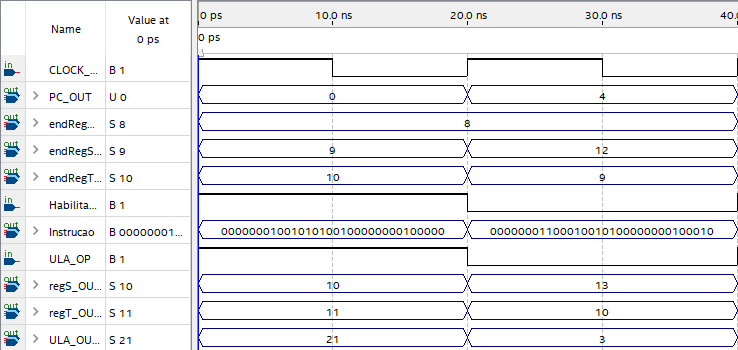 Name Value at 0 ps 10.0 ns 20.0 ns 30.0 ns 40.
0 ps 0 ps
in CLOCK_... B 1
out PC_OUT U 0 0 4
out endReg... S 8 8
out endRegS... S 9 9 12
out endRegT... S 10 10 9
in Habilita... B 1
out Instrucao B 00000001... 00000001001010100100000000100000 00000001100010010100000000100010
in ULA_OP B 1
out regS_OU... S 10 10 13
out regT_OU... S 11 11 10
out ULA_OU... S 21 21 3